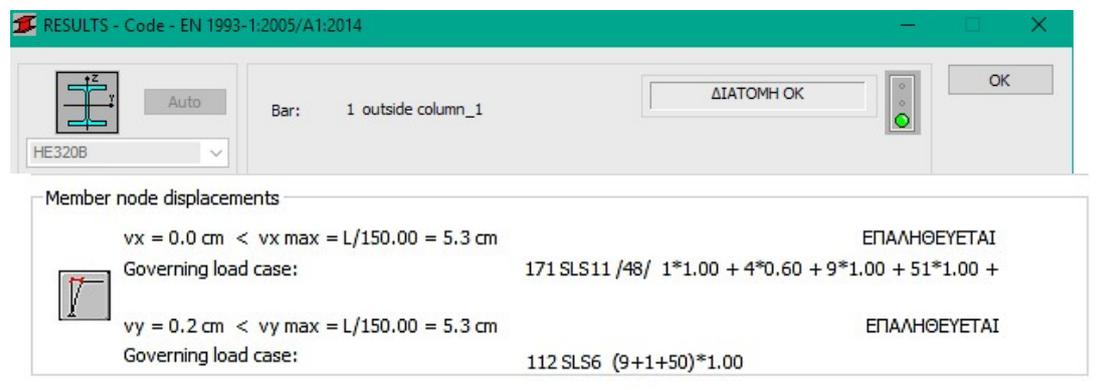 RESULTS - Code - EN 1993-1:2005/A1:2014
Z
Y
Auto
HE320B
Bar: 1 outside column_1
ΔΙΑΤΟΜΗ OK
OK
Member node displacements
vx = 0.0 cm < vx max = L/150.00 = 5.3 cm ΕΠΑΛΗΘΕΥΕΤΑΙ
Governing load case: 171 SLS11 /48/ 1*1.00 + 4*0.60 + 9*1.00 + 51*1.00 +
vy = 0.2 cm < vy max = L/150.00 = 5.3 cm ΕΠΑΛΗΘΕΥΕΤΑΙ
Governing load case: 112 SLS6 (9+1+50)*1.00